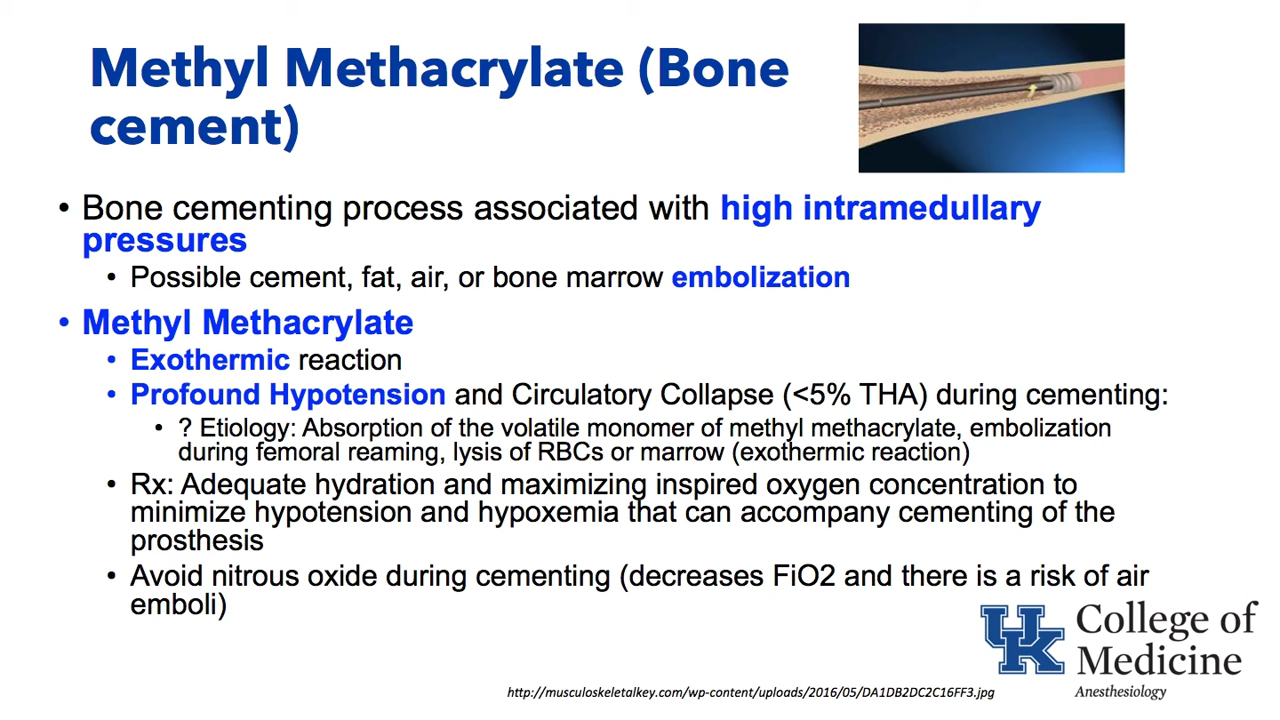 Methyl Methacrylate (Bone
cement)
• Bone cementing process associated with high intramedullary
pressures
• Possible cement, fat, air, or bone marrow embolization
• Methyl Methacrylate
• Exothermic reaction
• Profound Hypotension and Circulatory Collapse (<5% THA) during cementing:
• ? Etiology: Absorption of the volatile monomer of methyl methacrylate, embolization
during femoral reaming, lysis of RBCs or marrow (exothermic reaction)
• Rx: Adequate hydration and maximizing inspired oxygen concentration to
minimize hypotension and hypoxemia that can accompany cementing of the
prosthesis
• Avoid nitrous oxide during cementing (decreases FiO2 and there is a risk of air
emboli)
UK College of
Medicine
Anesthesiology
http://musculoskeletalkey.com/wp-content/uploads/2016/05/DA1DB2DC2C16FF3.jpg